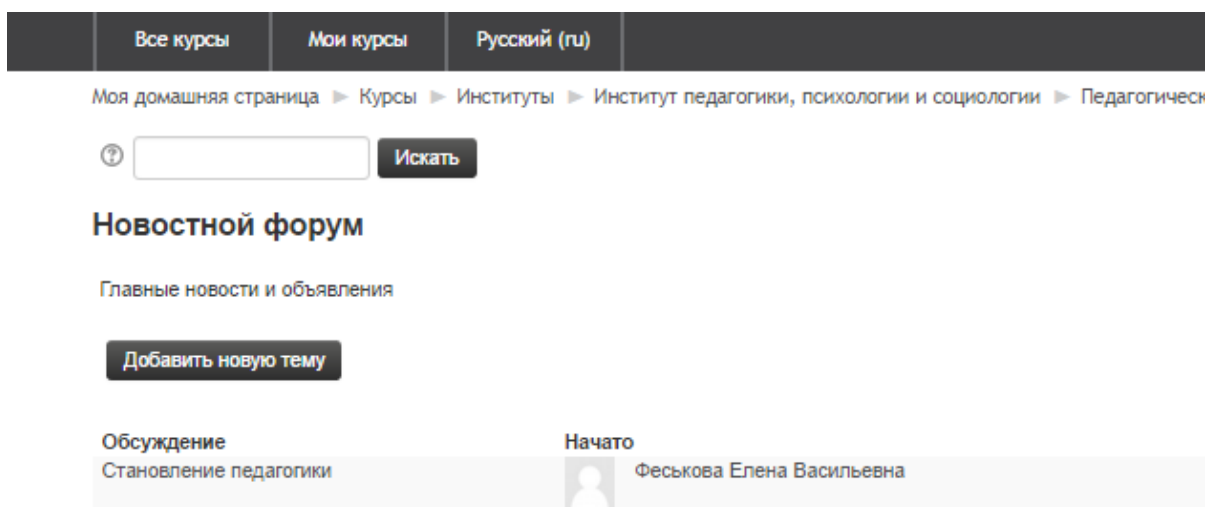 Все курсы Мои курсы Русский (ru)
Моя домашняя страница ► Курсы ► Институты ► Институт педагогики, психологии и социологии ► Педагогическ
Искать
Новостной форум
Главные новости и объявления
Добавить новую тему
Обсуждение Начато
Становление педагогики Феськова Елена Васильевна